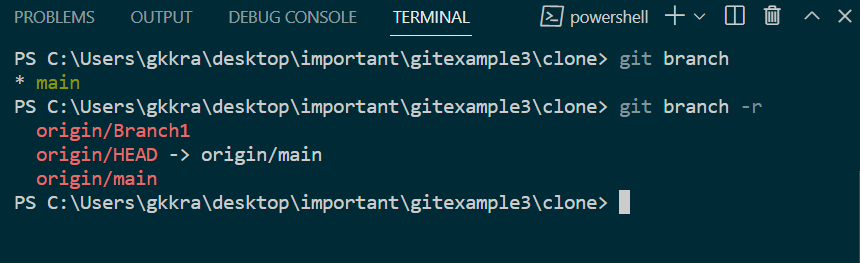 PROBLEMS OUTPUT DEBUG CONSOLE TERMINAL powershell
PS C:\Users\gkkra\desktop\important\gitexample3\clone> git branch
* main
PS C:\Users\gkkra\desktop\important\gitexample3\clone> git branch -r
  origin/Branch1
  origin/HEAD -> origin/main
  origin/main
PS C:\Users\gkkra\desktop\important\gitexample3\clone>